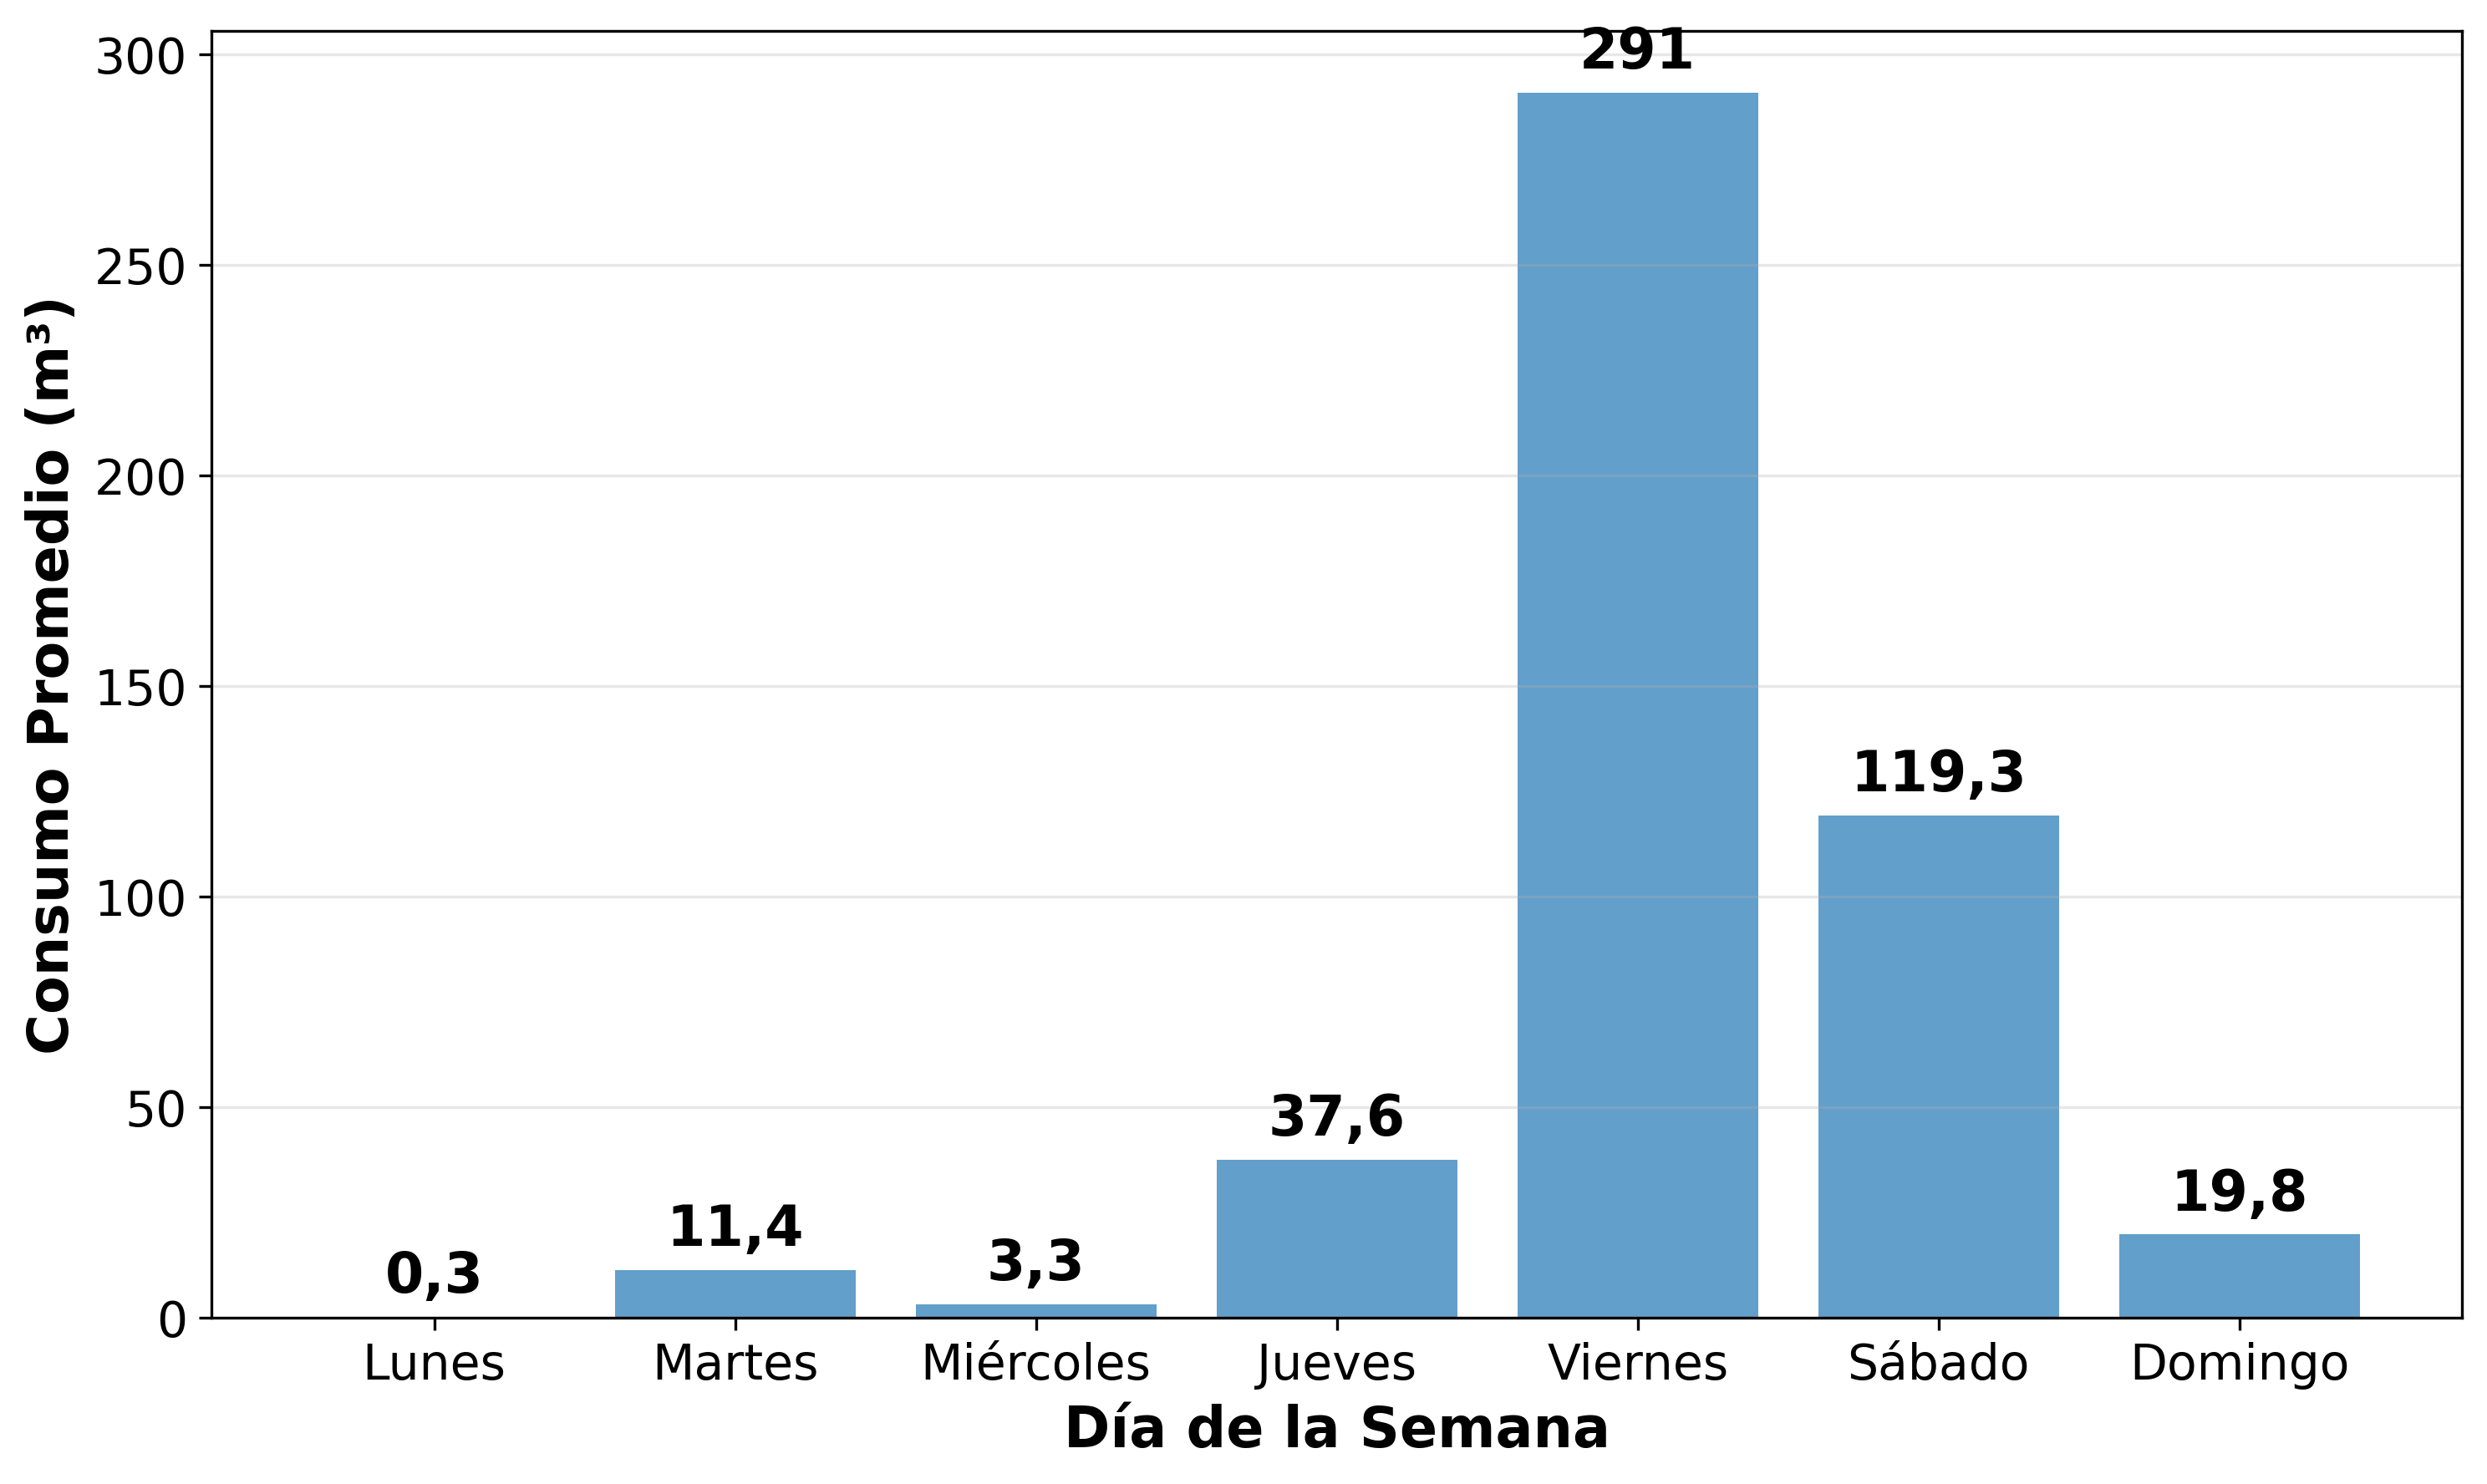 Consumo Promedio (m³)
300
250
200
150
100
50
0
0,3
11,4
3,3
37,6
291
119,3
19,8
Lunes
Martes
Miércoles
Jueves
Viernes
Sábado
Domingo
Día de la Semana